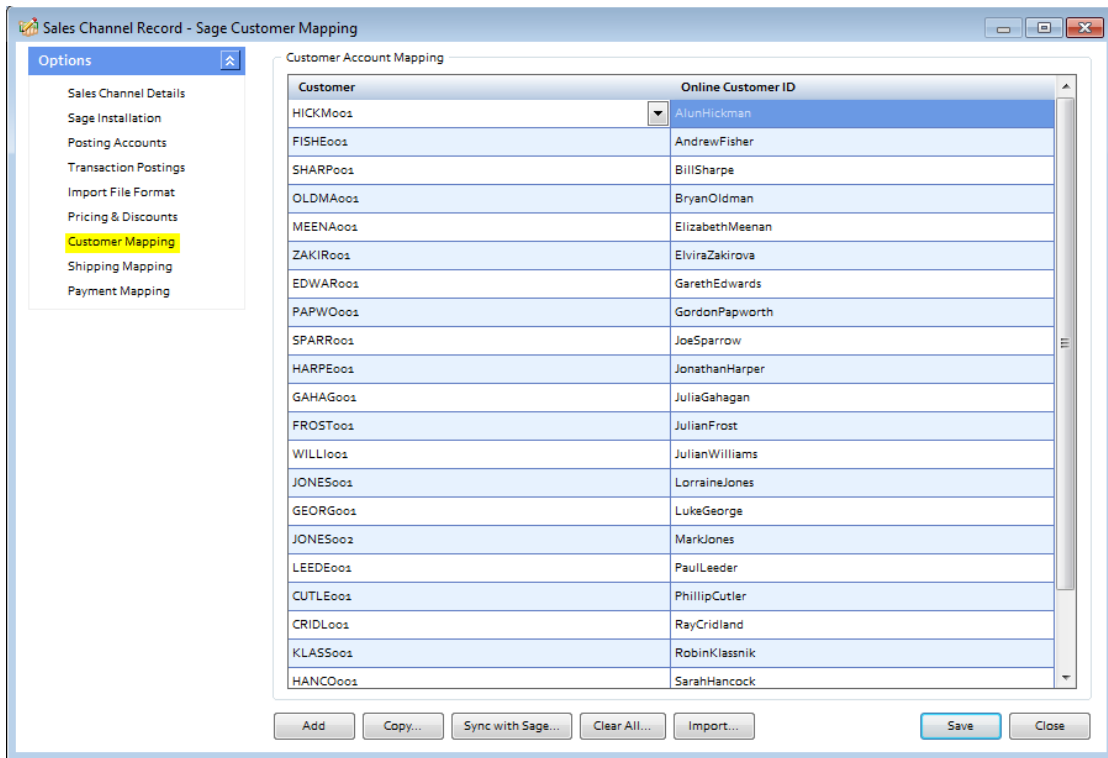 Sales Channel Record - Sage Customer Mapping
Options
Sales Channel Details
Sage Installation
Posting Accounts
Transaction Postings
Import File Format
Pricing & Discounts
Customer Mapping
Shipping Mapping
Payment Mapping
Customer Account Mapping
Customer Online Customer ID
HICKM001 AlunHickman
FISHE001 AndrewFisher
SHARP001 BillSharpe
OLDMA001 BryanOldman
MEENA001 ElizabethMeenan
ZAKIR001 ElviraZakirova
EDWAR001 GarethEdwards
PAPWO001 GordonPapworth
SPARR001 JoeSparrow
HARPE001 JonathanHarper
GAHAG001 JuliaGahagan
FROST001 JulianFrost
WILLI001 JulianWilliams
JONES001 LorraineJones
GEORG001 LukeGeorge
JONES002 MarkJones
LEEDE001 PaulLeeder
CUTLE001 PhillipCutler
CRIDL001 RayCridland
KLASS001 RobinKlassnik
HANCO001 SarahHancock
Add Copy... Sync with Sage... Clear All... Import... Save Close